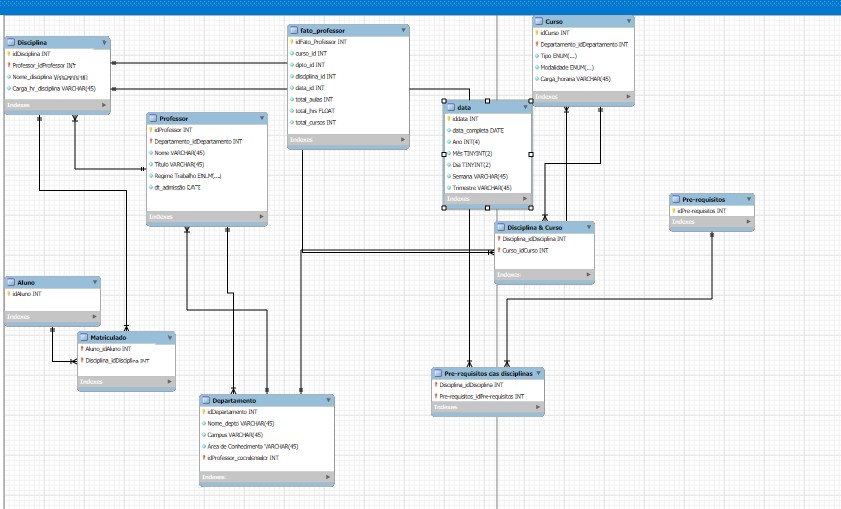 Disciplina
idDisciplina INT
Professor_idProfessor INT
Nome_disciplina VARCHAR(45)
Carga_hr_disciplina VARCHAR(45)
Indexes
fato_professor
idFato_Professor INT
curso_id INT
dpto_id INT
disciplina_id INT
data_id INT
total_aulas INT
total_hrs FLOAT
total_cursos INT
Indexes
Curso
idCurso INT
Departamento_idDepartamento INT
Tipo ENUM(...)
Modalidade ENUM(...)
Carga_horaria VARCHAR(45)
Indexes
data
iddata INT
data_completa DATE
Ano INT(4)
Mês TINYINT(2)
Dia TINYINT(2)
Semana VARCHAR(45)
Trimestre VARCHAR(45)
Indexes
Professor
idProfessor INT
Departamento_idDepartamento INT
Nome VARCHAR(45)
Titulo VARCHAR(45)
Regime Trabalho ENUM(...)
dt_admissão DATE
Indexes
Pre-requisitos
idPre-requisitos INT
Indexes
Disciplina & Curso
Disciplina_idDisciplina INT
Curso_idCurso INT
Indexes
Aluno
idAluno INT
Indexes
Matriculado
Aluno_idAluno INT
Disciplina_idDisciplina INT
Indexes
Pre-requisitos das disciplinas
Disciplina_idDisciplina INT
Pre-requisitos_idPre-requisitos INT
Indexes
Departamento
idDepartamento INT
Nome_depto VARCHAR(45)
Campus VARCHAR(45)
Área de Conhecimento VARCHAR(45)
INT
Indexes